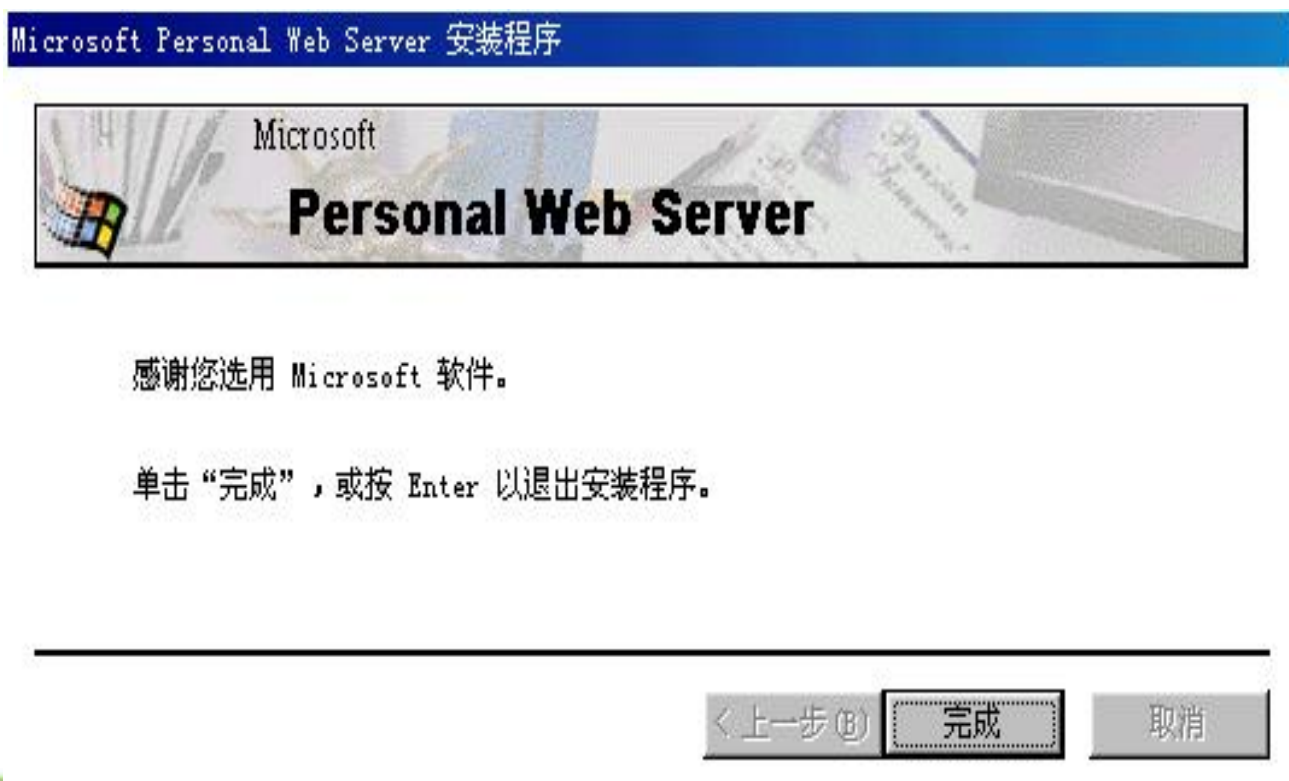 Microsoft Personal Web Server 安装程序
Microsoft
Personal Web Server
感谢您选用 Microsoft 软件。
单击“完成”，或按 Enter 以退出安装程序。
< 上一步(B)
完成
取消